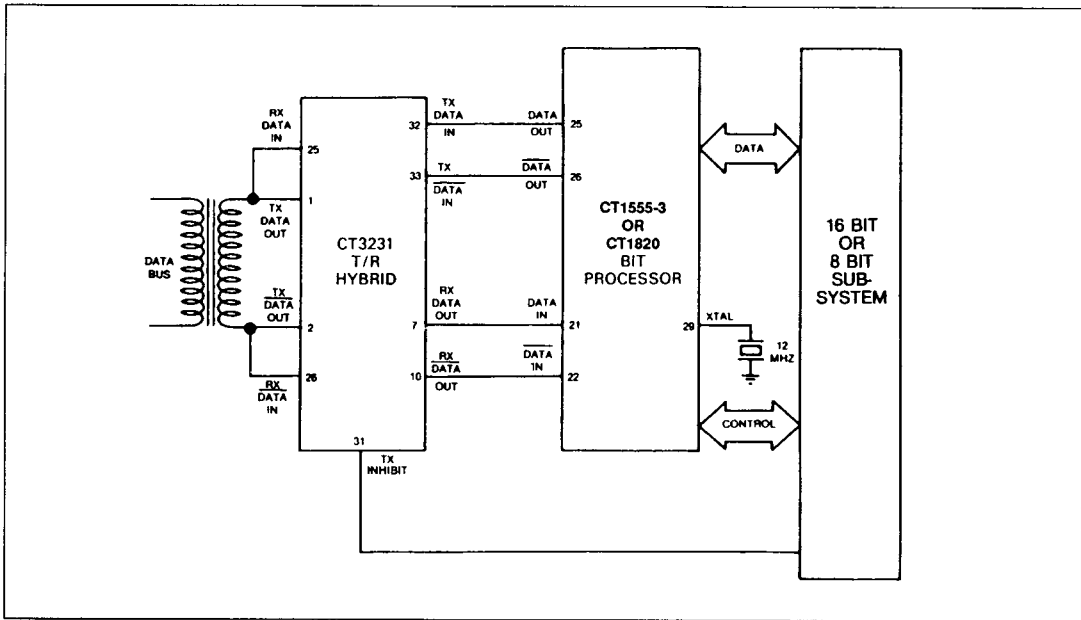 RX
DATA
IN
25
1
TX
DATA
OUT
DATA
BUS
TX
DATA
OUT
2
26
RX
DATA
IN
CT3231
T/R
HYBRID
31
TX
INHIBIT
32
TX
DATA
IN
33
TX
DATA
IN
RX
DATA
OUT
7
RX
DATA
OUT
10
DATA
OUT
25
DATA
OUT
26
DATA
IN
21
DATA
IN
22
CT1555-3
OR
CT1820
BIT
PROCESSOR
29
XTAL
12
MHZ
DATA
CONTROL
16 BIT
OR
8 BIT
SUB-
SYSTEM